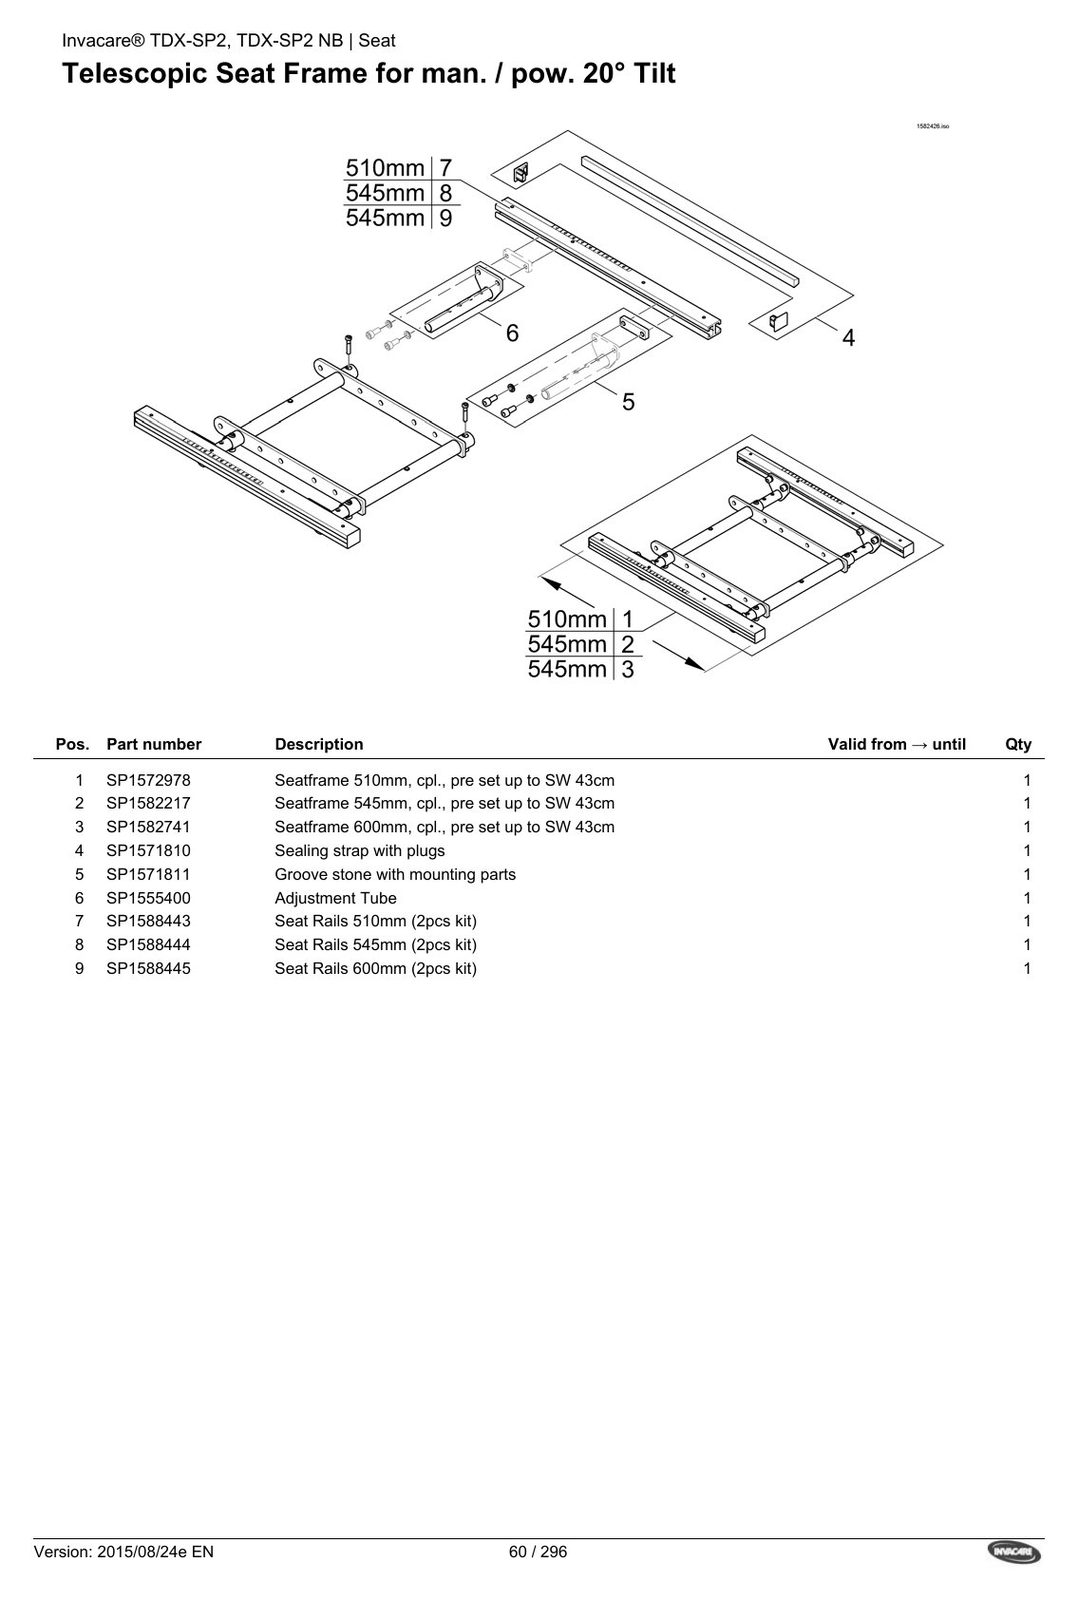 Invacare® TDX-SP2, TDX-SP2 NB | Seat
Telescopic Seat Frame for man. / pow. 20° Tilt
1582426.iso
510mm 7
545mm 8
545mm 9
6
4
5
510mm 1
545mm 2
545mm 3
Pos. Part number Description Valid from → until Qty
1 SP1572978 Seatframe 510mm, cpl., pre set up to SW 43cm 1
2 SP1582217 Seatframe 545mm, cpl., pre set up to SW 43cm 1
3 SP1582741 Seatframe 600mm, cpl., pre set up to SW 43cm 1
4 SP1571810 Sealing strap with plugs 1
5 SP1571811 Groove stone with mounting parts 1
6 SP1555400 Adjustment Tube 1
7 SP1588443 Seat Rails 510mm (2pcs kit) 1
8 SP1588444 Seat Rails 545mm (2pcs kit) 1
9 SP1588445 Seat Rails 600mm (2pcs kit) 1
Version: 2015/08/24e EN 60 / 296 INVACARE